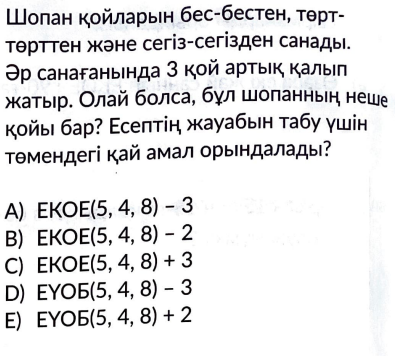 Шопан қойларын бес-бестен, төрт-
төрттен және сегіз-сегізден санады.
Әр санағанында 3 қой артық қалып
жатыр. Олай болса, бұл шопанның неше
қойы бар? Есептің жауабын табу үшін
төмендегі қай амал орындалады?
A) ЕКОЕ(5, 4, 8) – 3
B) ЕКОЕ(5, 4, 8) – 2
C) ЕКОЕ(5, 4, 8) + 3
D) ЕҮОБ(5, 4, 8) – 3
E) ЕҮОБ(5, 4, 8) + 2